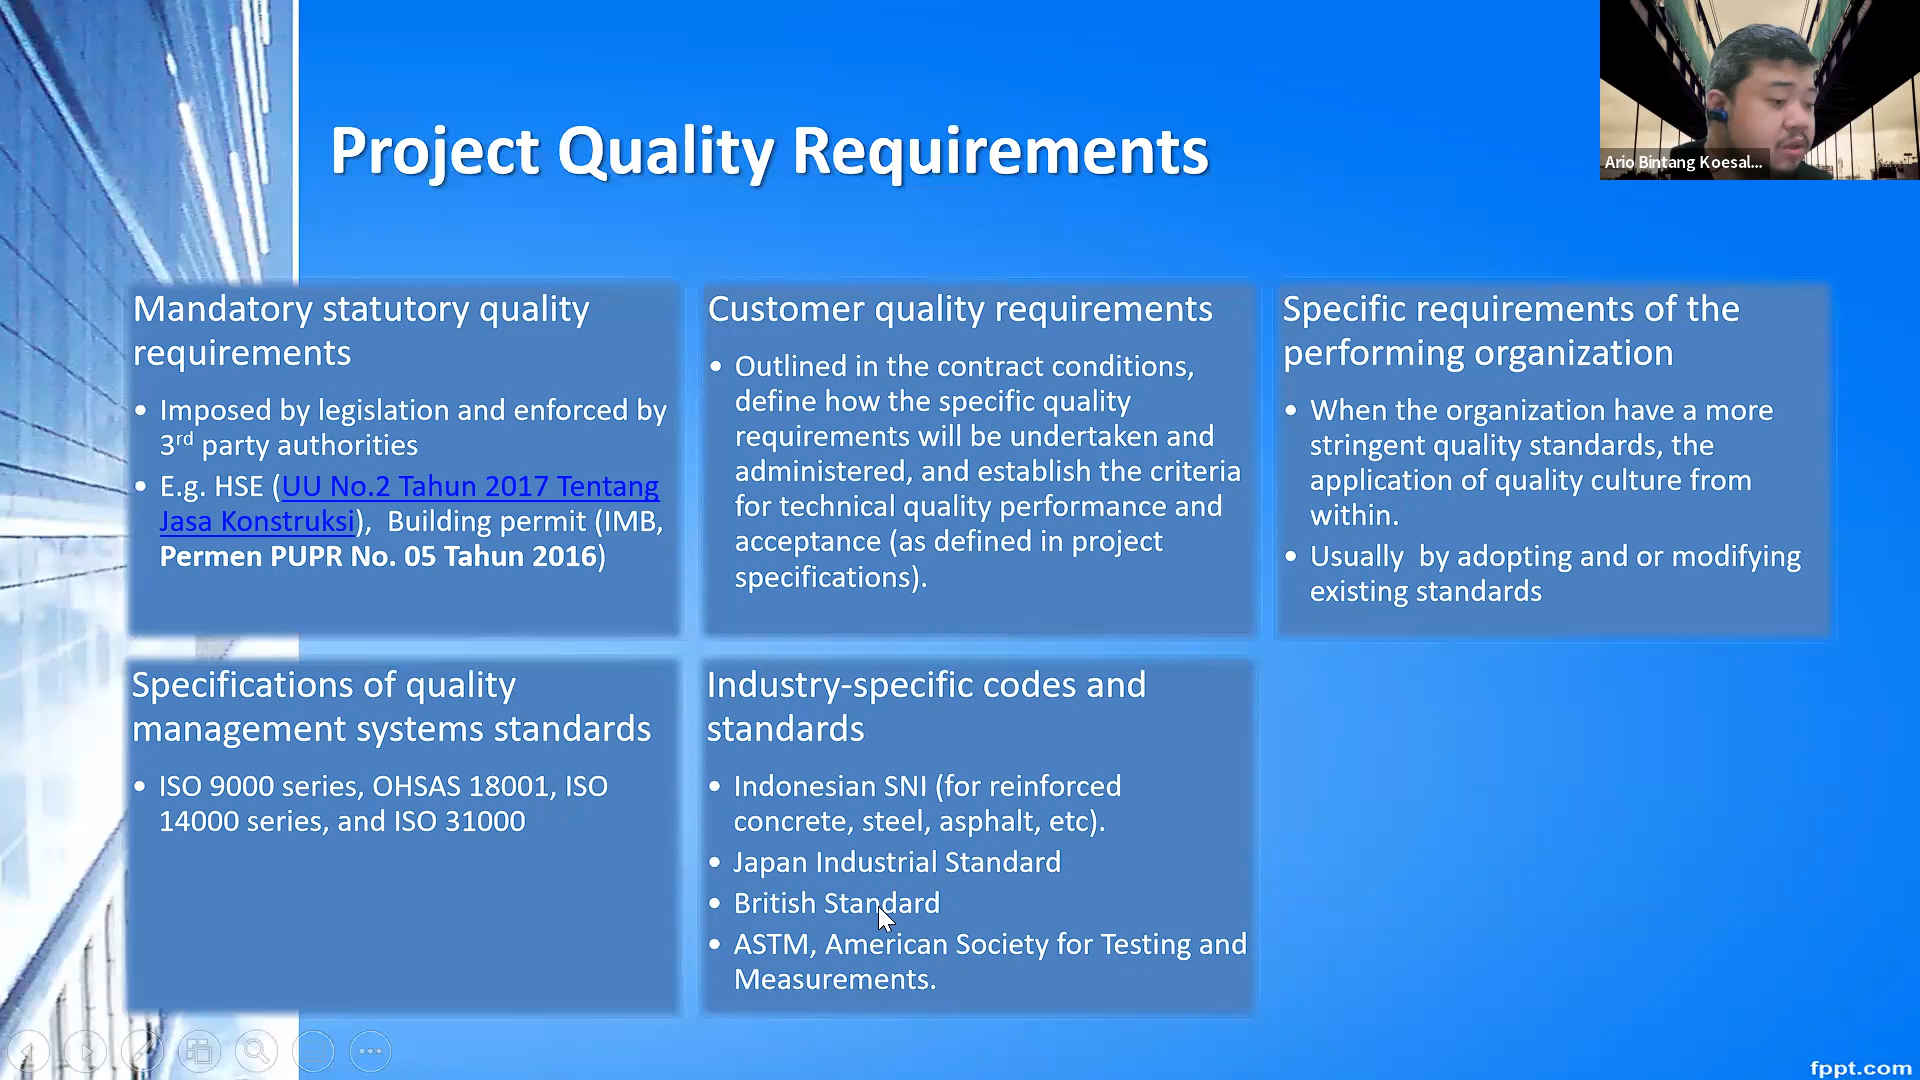 Project Quality Requirements
Ario Bintang Koesal...
Mandatory statutory quality
requirements
• Imposed by legislation and enforced by
3rd party authorities
• E.g. HSE (UU No.2 Tahun 2017 Tentang
Jasa Konstruksi), Building permit (IMB,
Permen PUPR No. 05 Tahun 2016)
Customer quality requirements
• Outlined in the contract conditions,
define how the specific quality
requirements will be undertaken and
administered, and establish the criteria
for technical quality performance and
acceptance (as defined in project
specifications).
Specific requirements of the
performing organization
• When the organization have a more
stringent quality standards, the
application of quality culture from
within.
• Usually by adopting and or modifying
existing standards
Specifications of quality
management systems standards
• ISO 9000 series, OHSAS 18001, ISO
14000 series, and ISO 31000
Industry-specific codes and
standards
• Indonesian SNI (for reinforced
concrete, steel, asphalt, etc).
• Japan Industrial Standard
• British Standard
• ASTM, American Society for Testing and
Measurements.
fppt.com